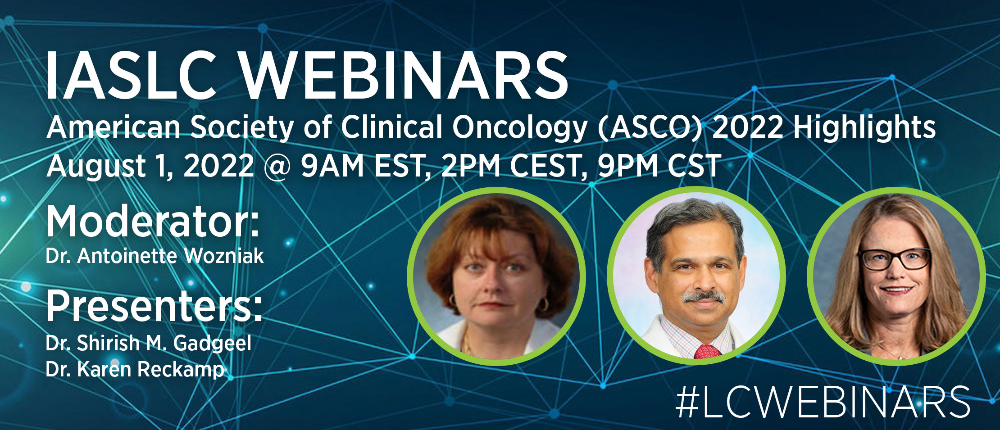 IASLC WEBINARS
American Society of Clinical Oncology (ASCO) 2022 Highlights
August 1, 2022 @ 9AM EST, 2PM CEST, 9PM CST
Moderator:
Dr. Antoinette Wozniak
Presenters:
Dr. Shirish M. Gadgeel
Dr. Karen Reckamp
#LCWEBINARS